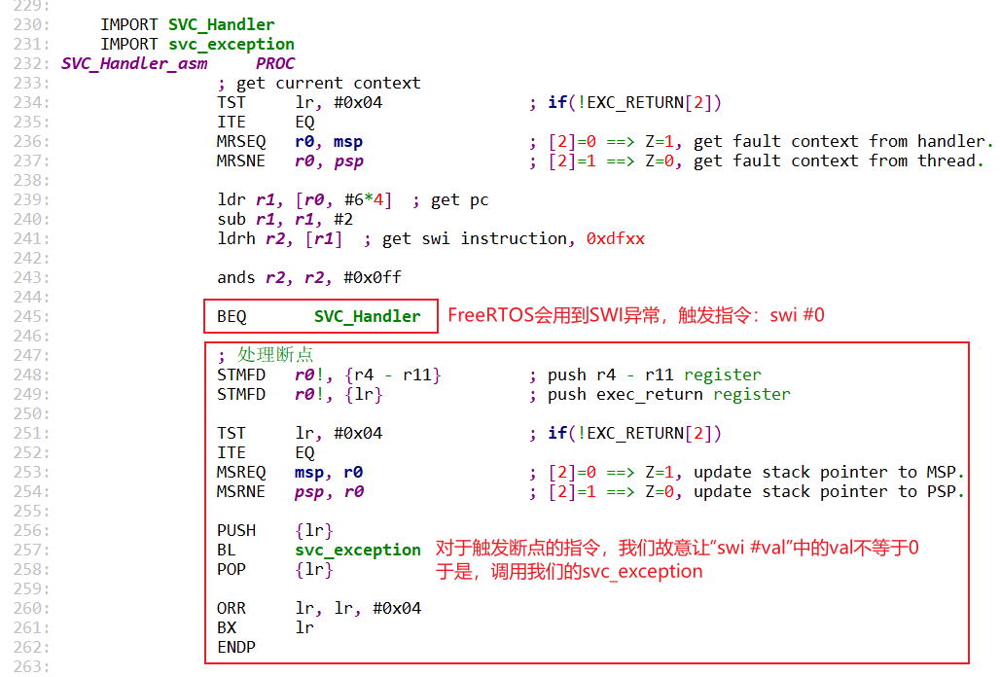 229:
230: IMPORT SVC_Handler
231: IMPORT svc_exception
232: SVC_Handler_asm PROC
233: ; get current context
234: TST lr, #0x04 ; if(!EXC_RETURN[2])
235: ITE EQ
236: MRSEQ r0, msp ; [2]=0 ==> Z=1, get fault context from handler.
237: MRSNE r0, psp ; [2]=1 ==> Z=0, get fault context from thread.
238:
239: ldr r1, [r0, #6*4] ; get pc
240: sub r1, r1, #2
241: ldrh r2, [r1] ; get swi instruction, 0xdfxx
242:
243: ands r2, r2, #0x0ff
244:
245: BEQ SVC_Handler FreeRTOS会用到SWI异常，触发指令：swi #0
246:
247: ; 处理断点
248: STMFD r0!, {r4 - r11} ; push r4 - r11 register
249: STMFD r0!, {lr} ; push exec_return register
250:
251: TST lr, #0x04 ; if(!EXC_RETURN[2])
252: ITE EQ
253: MSREQ msp, r0 ; [2]=0 ==> Z=1, update stack pointer to MSP.
254: MSRNE psp, r0 ; [2]=1 ==> Z=0, update stack pointer to PSP.
255:
256: PUSH {lr}
257: BL svc_exception 对于触发断点的指令，我们故意让“swi #val”中的val不等于0
258: POP {lr} 于是，调用我们的svc_exception
259:
260: ORR lr, lr, #0x04
261: BX lr
262: ENDP
263: